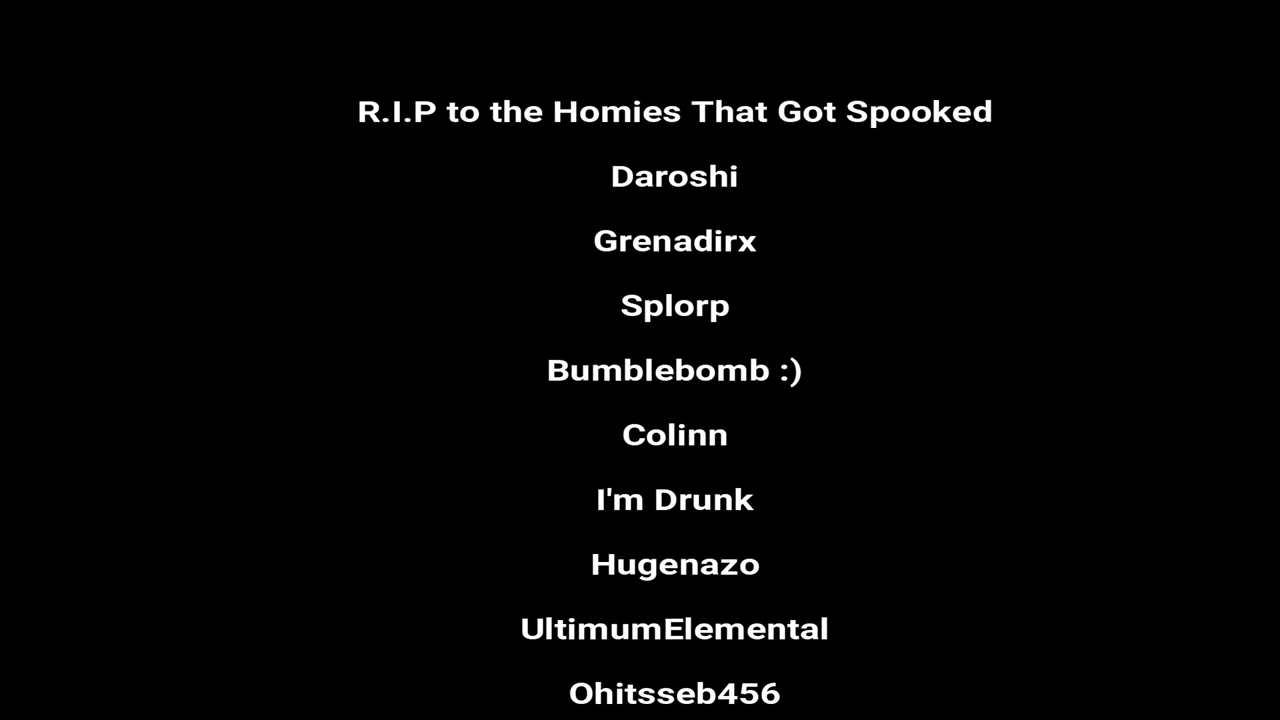 R.I.P to the Homies That Got Spooked
Daroshi
Grenadirx
Splorp
Bumblebomb :)
Colinn
I'm Drunk
Hugenazo
UltimumElemental
Ohitsseb456